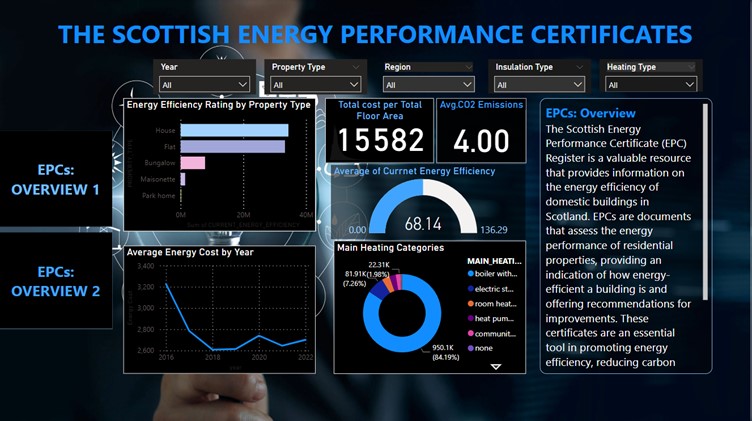 THE SCOTTISH ENERGY PERFORMANCE CERTIFICATES
Year
All
Property Type
All
Region
All
Insulation Type
All
Heating Type
All
EPCs:
OVERVIEW 1
EPCs:
OVERVIEW 2
Energy Efficiency Rating by Property Type
House
Flat
Bungalow
Maisonette
Park home
0M
20M
40M
Total cost per Total
Floor Area
15582
Avg.CO2 Emissions
4.00
Average of Currnet Energy Efficiency
0.00
68.14
136.29
Average Energy Cost by Year
3,400
3,200
3,000
2,800
2,600
2016
2018
2020
2022
Year
Main Heating Categories
22.31K
(1.98%)
81.91K
(7.26%)
950.1K
(84.19%)
MAIN_HEATI...
boiler with...
electric st...
room heat...
heat pum...
communit...
none
EPCs: Overview
The Scottish Energy
Performance Certificate (EPC)
Register is a valuable resource
that provides information on
the energy efficiency of
domestic buildings in
Scotland. EPCs are documents
that assess the energy
performance of residential
properties, providing an
indication of how energy-
efficient a building is and
offering recommendations for
improvements. These
certificates are an essential
tool in promoting energy
efficiency, reducing carbon